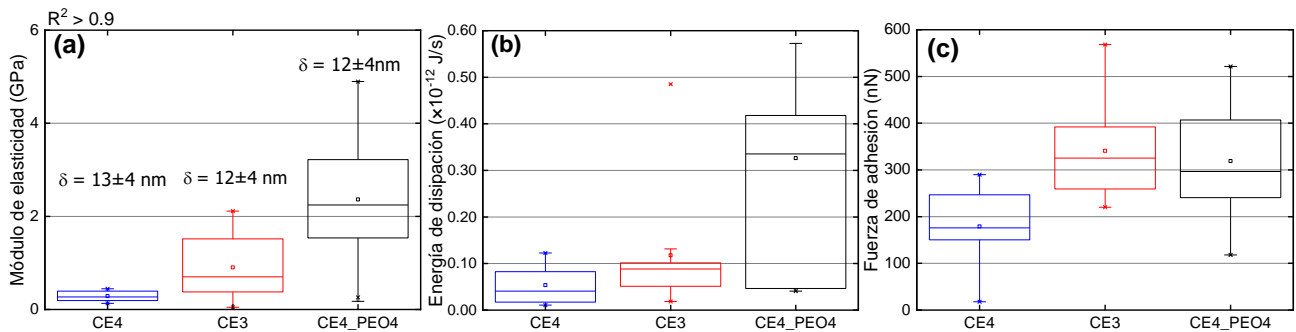 R² > 0.9
(a)
Módulo de elasticidad (GPa)
6
4
2
0
δ = 13±4 nm
δ = 12±4 nm
δ = 12±4nm
CE4
CE3
CE4_PEO4
(b)
Energía de disipación (×10⁻¹² J/s)
0.60
0.50
0.40
0.30
0.20
0.10
0.00
CE4
CE3
CE4_PEO4
(c)
Fuerza de adhesión (nN)
600
500
400
300
200
100
0
CE4
CE3
CE4_PEO4